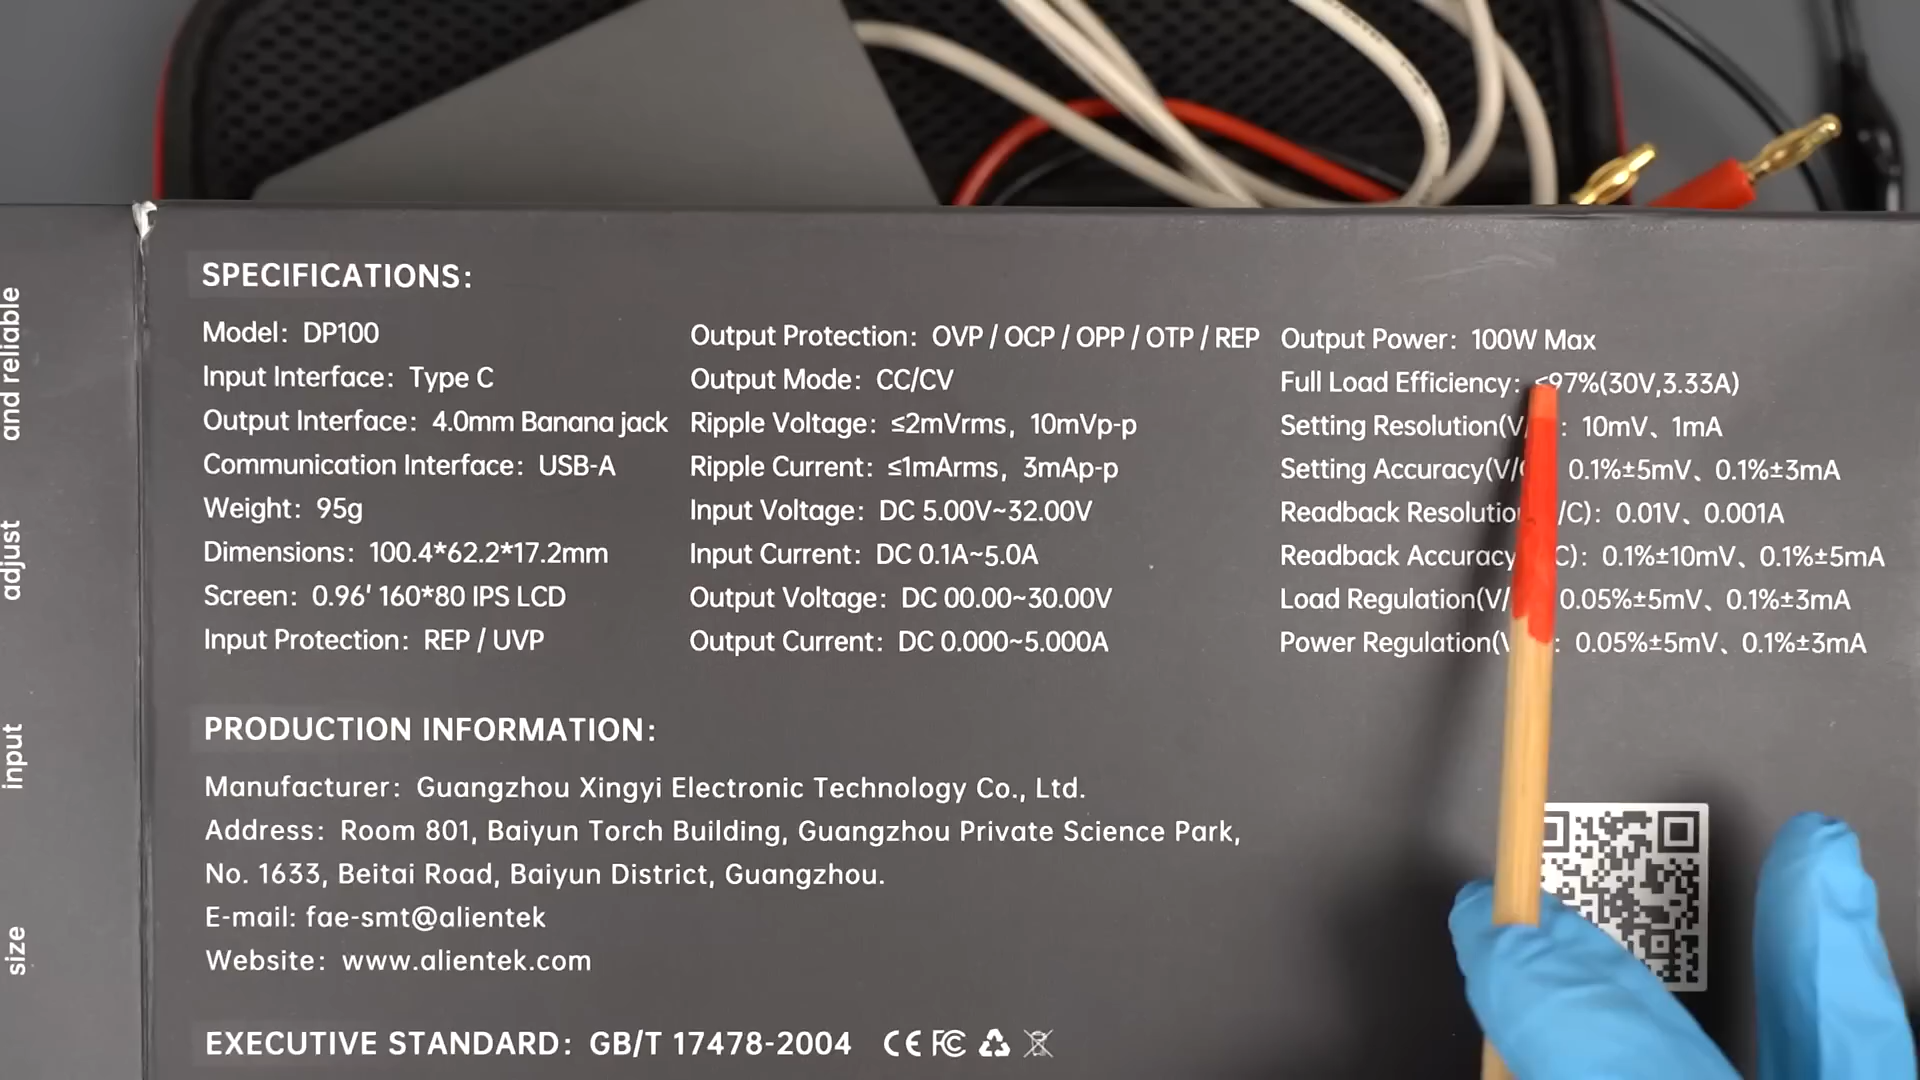 and reliable
adjust
input
size
SPECIFICATIONS:
Model: DP100
Input Interface: Type C
Output Interface: 4.0mm Banana jack
Communication Interface: USB-A
Weight: 95g
Dimensions: 100.4*62.2*17.2mm
Screen: 0.96' 160*80 IPS LCD
Input Protection: REP / UVP
Output Protection: OVP / OCP / OPP / OTP / REP
Output Mode: CC/CV
Ripple Voltage: ≤2mVrms, 10mVp-p
Ripple Current: ≤1mArms, 3mAp-p
Input Voltage: DC 5.00V~32.00V
Input Current: DC 0.1A~5.0A
Output Voltage: DC 00.00~30.00V
Output Current: DC 0.000~5.000A
Output Power: 100W Max
Full Load Efficiency: ≤97%(30V,3.33A)
Setting Resolution(V/ : 10mV、1mA
Setting Accuracy(V/ 0.1%±5mV、0.1%±3mA
Readback Resolutio /C): 0.01V、0.001A
Readback Accuracy C): 0.1%±10mV、0.1%±5mA
Load Regulation(V/ 0.05%±5mV、0.1%±3mA
Power Regulation( : 0.05%±5mV、0.1%±3mA
PRODUCTION INFORMATION:
Manufacturer: Guangzhou Xingyi Electronic Technology Co., Ltd.
Address: Room 801, Baiyun Torch Building, Guangzhou Private Science Park,
No. 1633, Beitai Road, Baiyun District, Guangzhou.
E-mail: fae-smt@alientek
Website: www.alientek.com
EXECUTIVE STANDARD: GB/T 17478-2004 CE FC